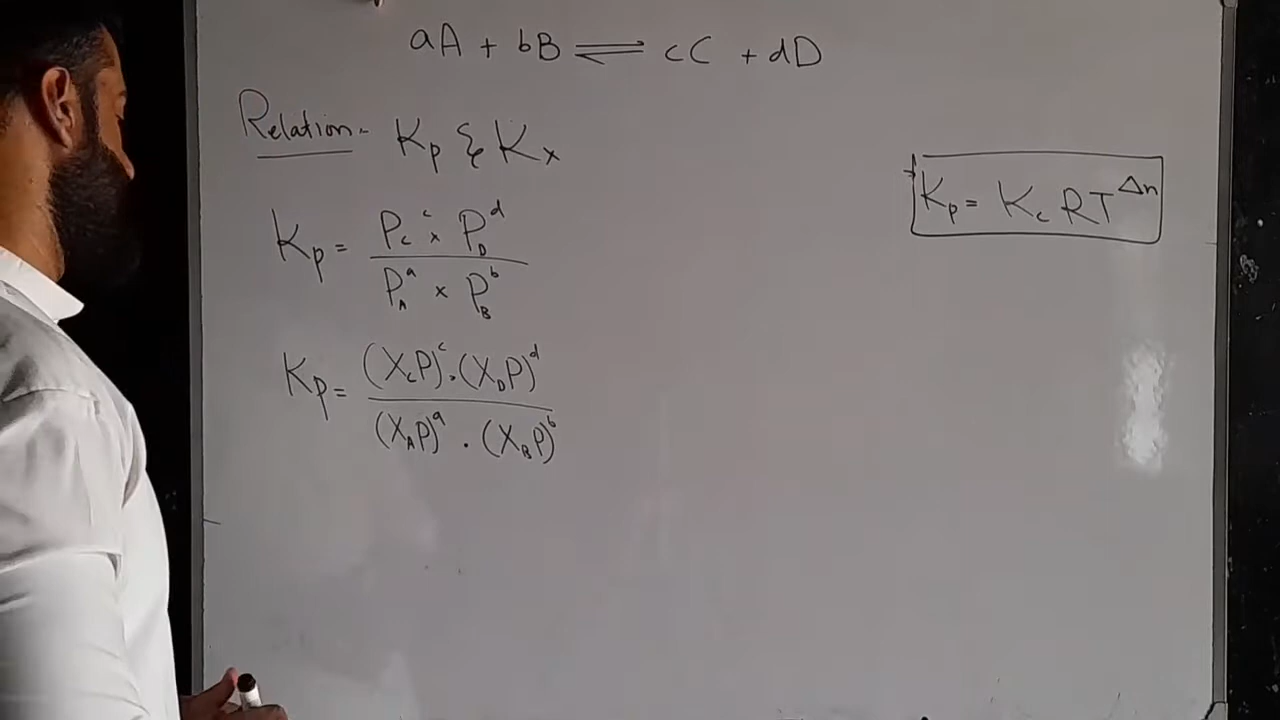 aA + bB ⇌ cC + dD
Relation- Kp & Kx
Kp = K_c RT^Δn
Kp = P_C^c × P_D^d / P_A^a × P_B^b
Kp = (X_C P)^c . (X_D P)^d / (X_A P)^a . (X_B P)^b